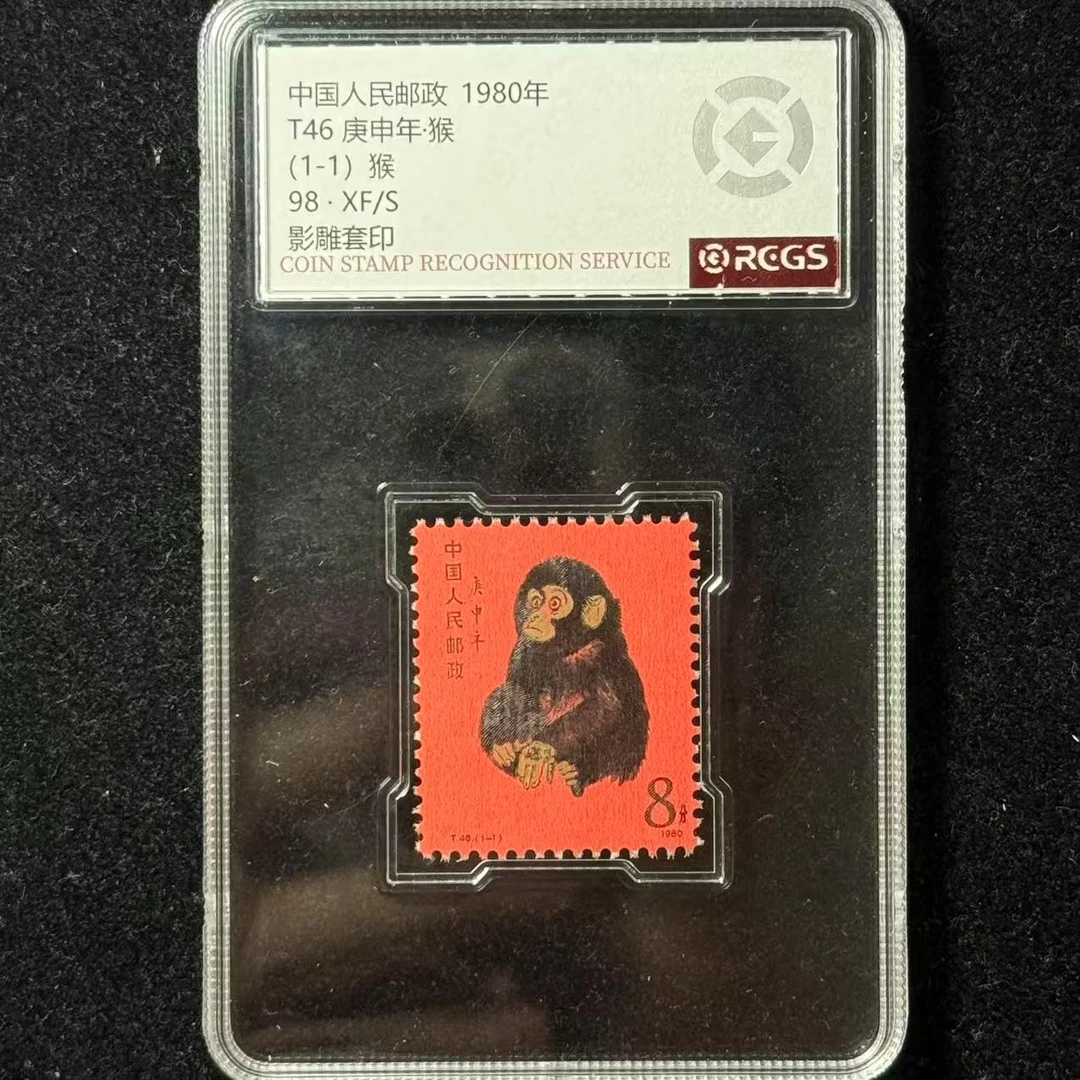 中国人民邮政 1980年
T46 庚申年·猴
(1-1) 猴
98 · XF/S
影雕套印
COIN STAMP RECOGNITION SERVICE
RCGS
中国人民邮政
庚申年
8分
T.46.(1-1)
1980